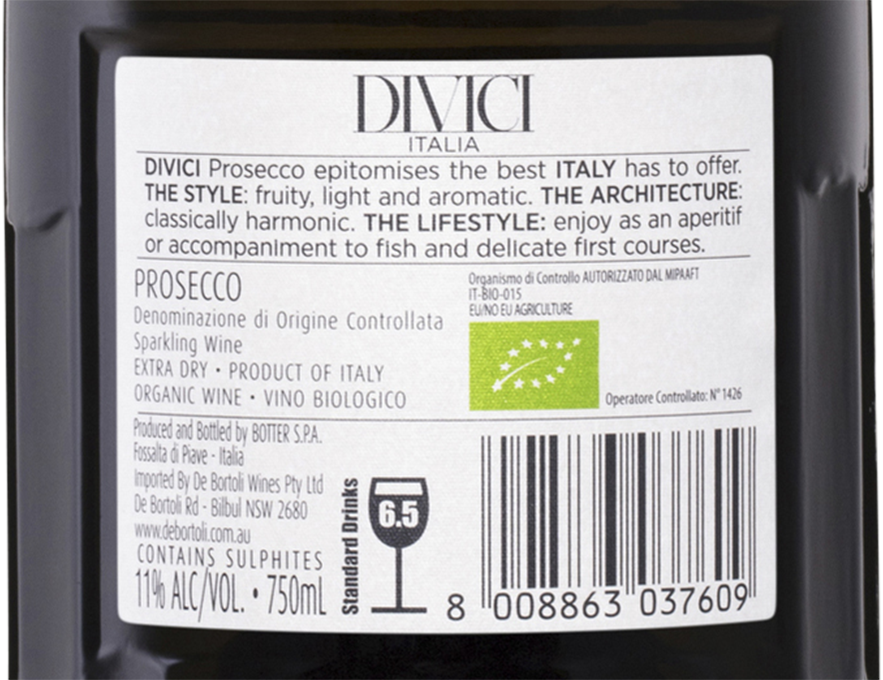 DIVICI
ITALIA
DIVICI Prosecco epitomises the best ITALY has to offer.
THE STYLE: fruity, light and aromatic. THE ARCHITECTURE:
classically harmonic. THE LIFESTYLE: enjoy as an aperitif
or accompaniment to fish and delicate first courses.
PROSECCO
Denominazione di Origine Controllata
Sparkling Wine
EXTRA DRY • PRODUCT OF ITALY
ORGANIC WINE • VINO BIOLOGICO
Organismo di Controllo AUTORIZZATO DAL MIPAAFT
IT-BIO-015
EU/NO EU AGRICULTURE
Operatore Controllato: N° 1426
Produced and Bottled by BOTTER S.P.A.
Fossalta di Piave - Italia
Imported By De Bortoli Wines Pty Ltd
De Bortoli Rd - Bilbul NSW 2680
www.debortoli.com.au
CONTAINS SULPHITES
11% ALC/VOL. • 750mL
Standard Drinks
6.5
8 008863 037609